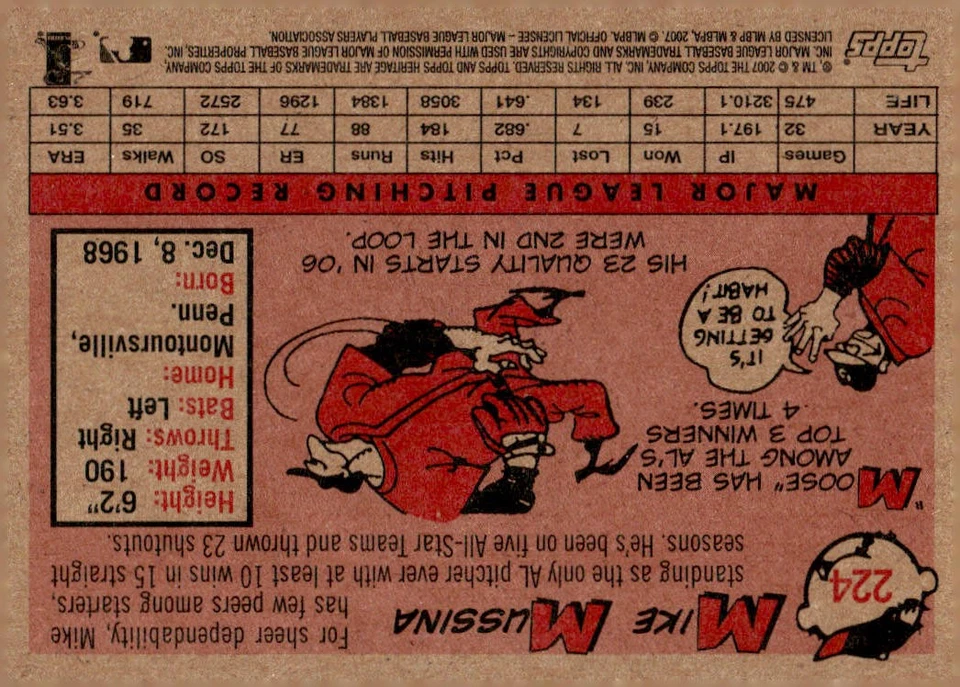 224
MIKE MUSSINA
For sheer dependability, Mike
has few peers among starters,
standing as the only AL pitcher ever with at least 10 wins in 15 straight
seasons. He's been on five All-Star Teams and thrown 23 shutouts.
"MOOSE" HAS BEEN
AMONG THE AL'S
TOP 3 WINNERS
4 TIMES.
IT'S
GETTING
TO BE A
HABIT!
HIS 23 QUALITY STARTS IN '06
WERE 2ND IN THE LOOP.
Height: 6'2"
Weight: 190
Throws: Right
Bats: Left
Home:
Montoursville,
Penn.
Born:
Dec. 8, 1968
MAJOR LEAGUE PITCHING RECORD
Games IP Won Lost Pct Hits Runs ER SO Walks ERA
YEAR 32 197.1 15 7 .682 184 88 77 172 35 3.51
LIFE 475 3210.1 239 134 .641 3058 1384 1296 2572 719 3.63
topps
®, TM & © 2007 THE TOPPS COMPANY, INC. ALL RIGHTS RESERVED. TOPPS AND TOPPS HERITAGE ARE TRADEMARKS OF THE TOPPS COMPANY,
INC. MAJOR LEAGUE BASEBALL TRADEMARKS AND COPYRIGHTS ARE USED WITH PERMISSION OF MAJOR LEAGUE BASEBALL PROPERTIES, INC.
LICENSED BY MLBP & MLBPA, 2007. © MLBPA, OFFICIAL LICENSEE – MAJOR LEAGUE BASEBALL PLAYERS ASSOCIATION